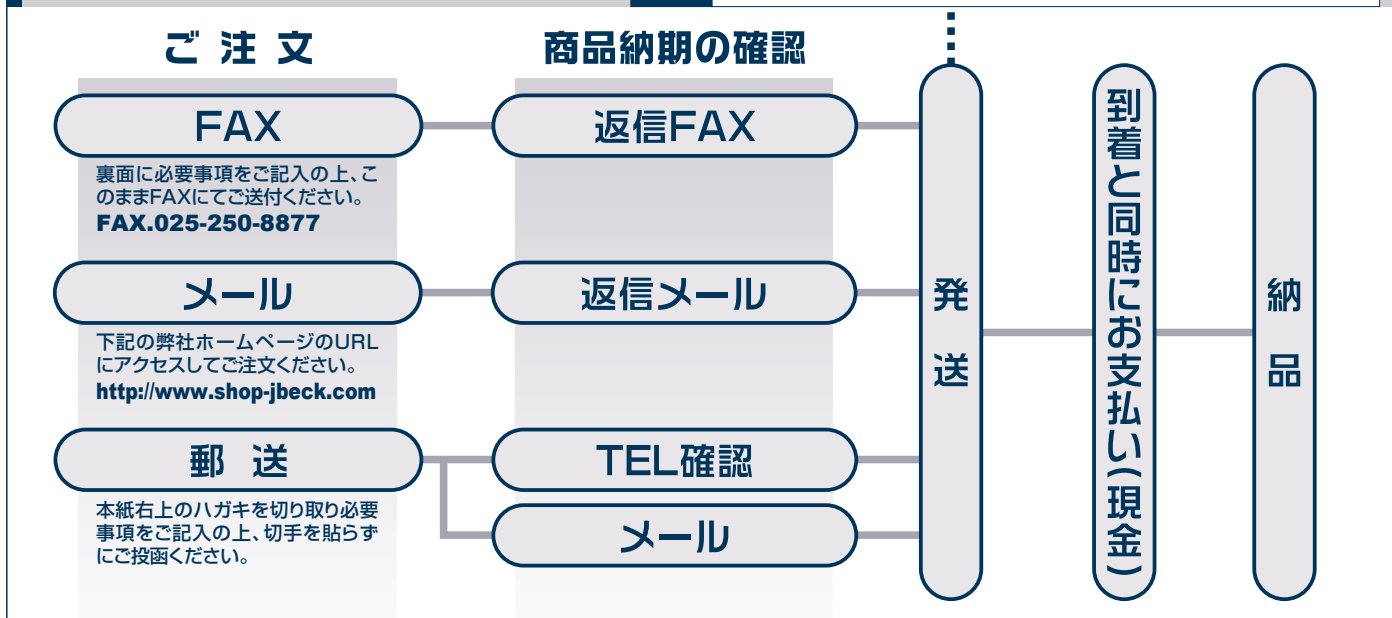 ご 注 文
商品納期の確認
FAX
返信FAX
裏面に必要事項をご記入の上、こ
のままFAXにてご送付ください。
FAX.025-250-8877
メール
返信メール
下記の弊社ホームページのURL
にアクセスしてご注文ください。
http://www.shop-jbeck.com
郵 送
TEL確認
メール
本紙右上のハガキを切り取り必要
事項をご記入の上、切手を貼らず
にご投函ください。
発送
到着と同時にお支払い(現金)
納品